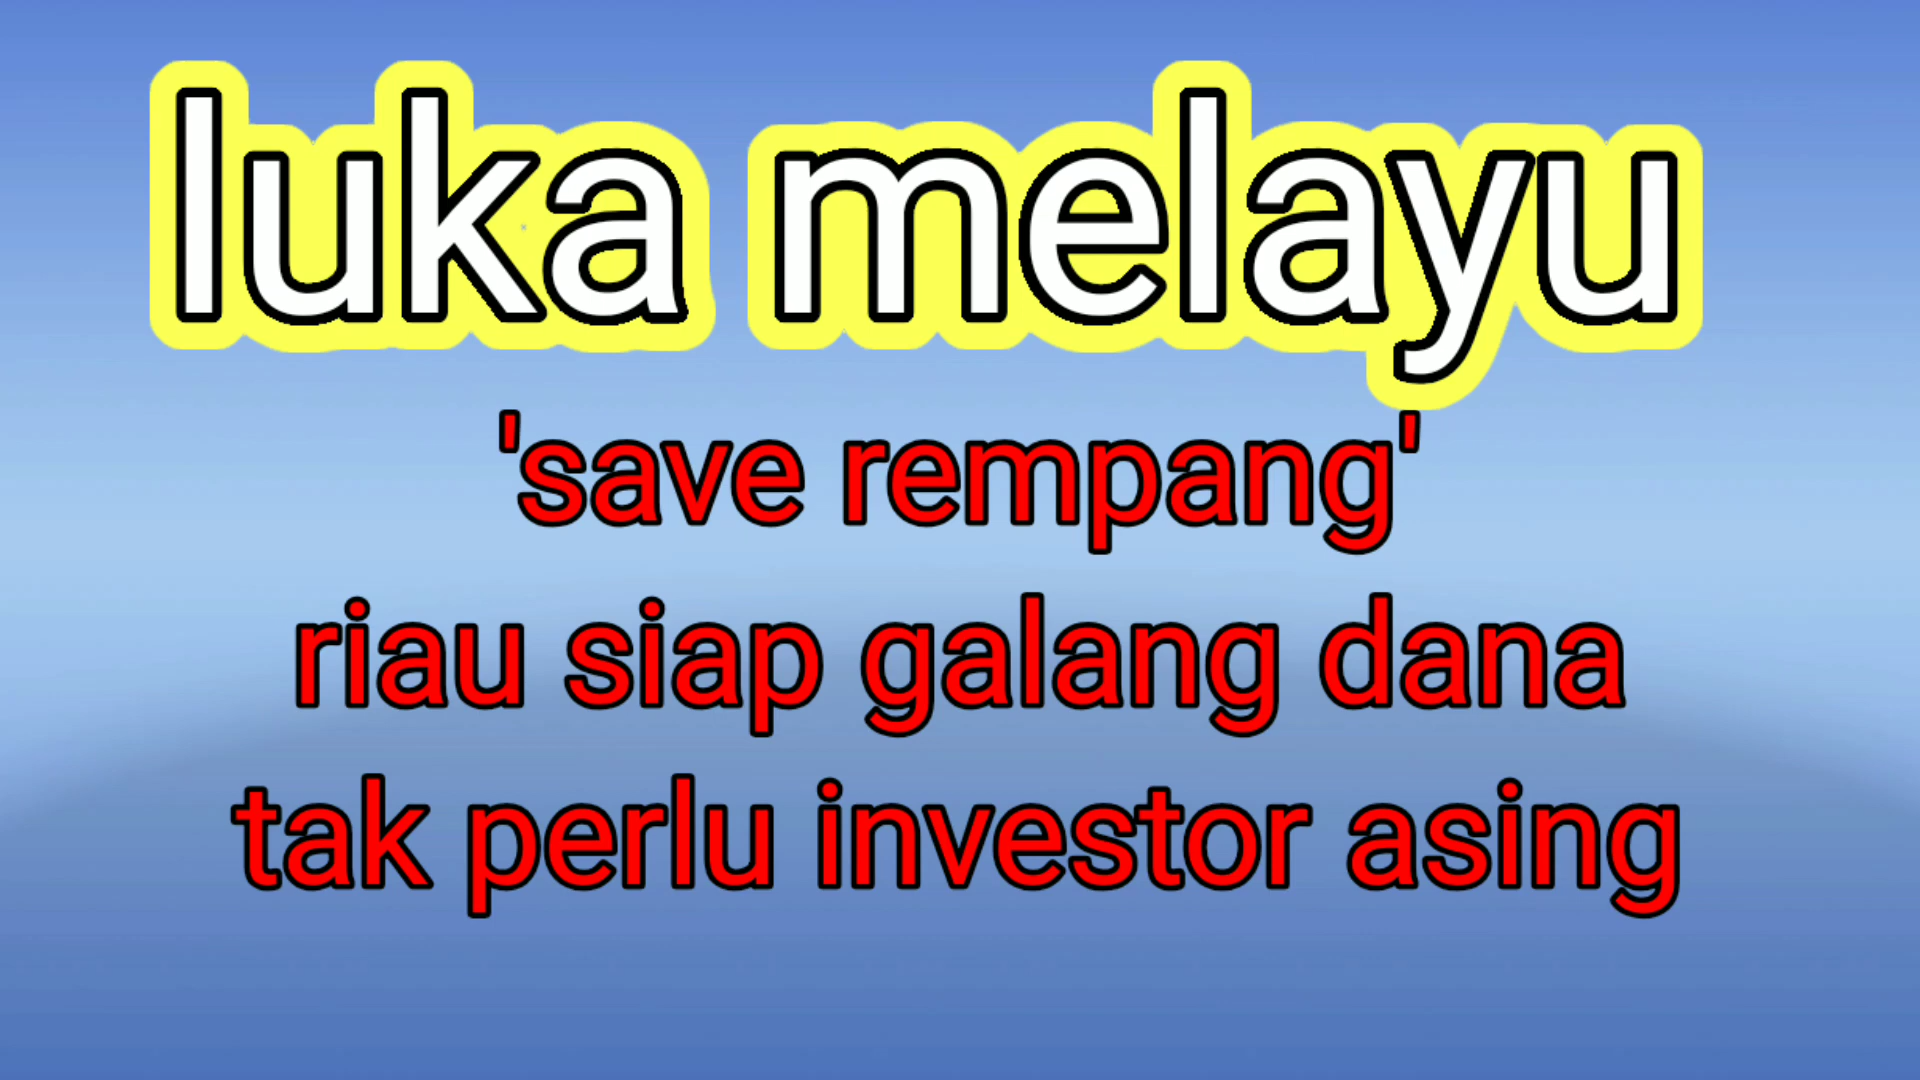 luka melayu
'save rempang'
riau siap galang dana
tak perlu investor asing